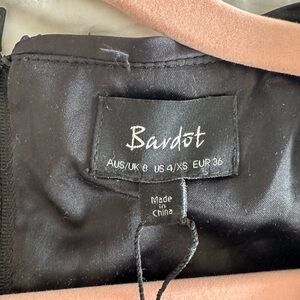 Bardot
AUS/UK 8 US 4/XS EUR 36
Made
in
China